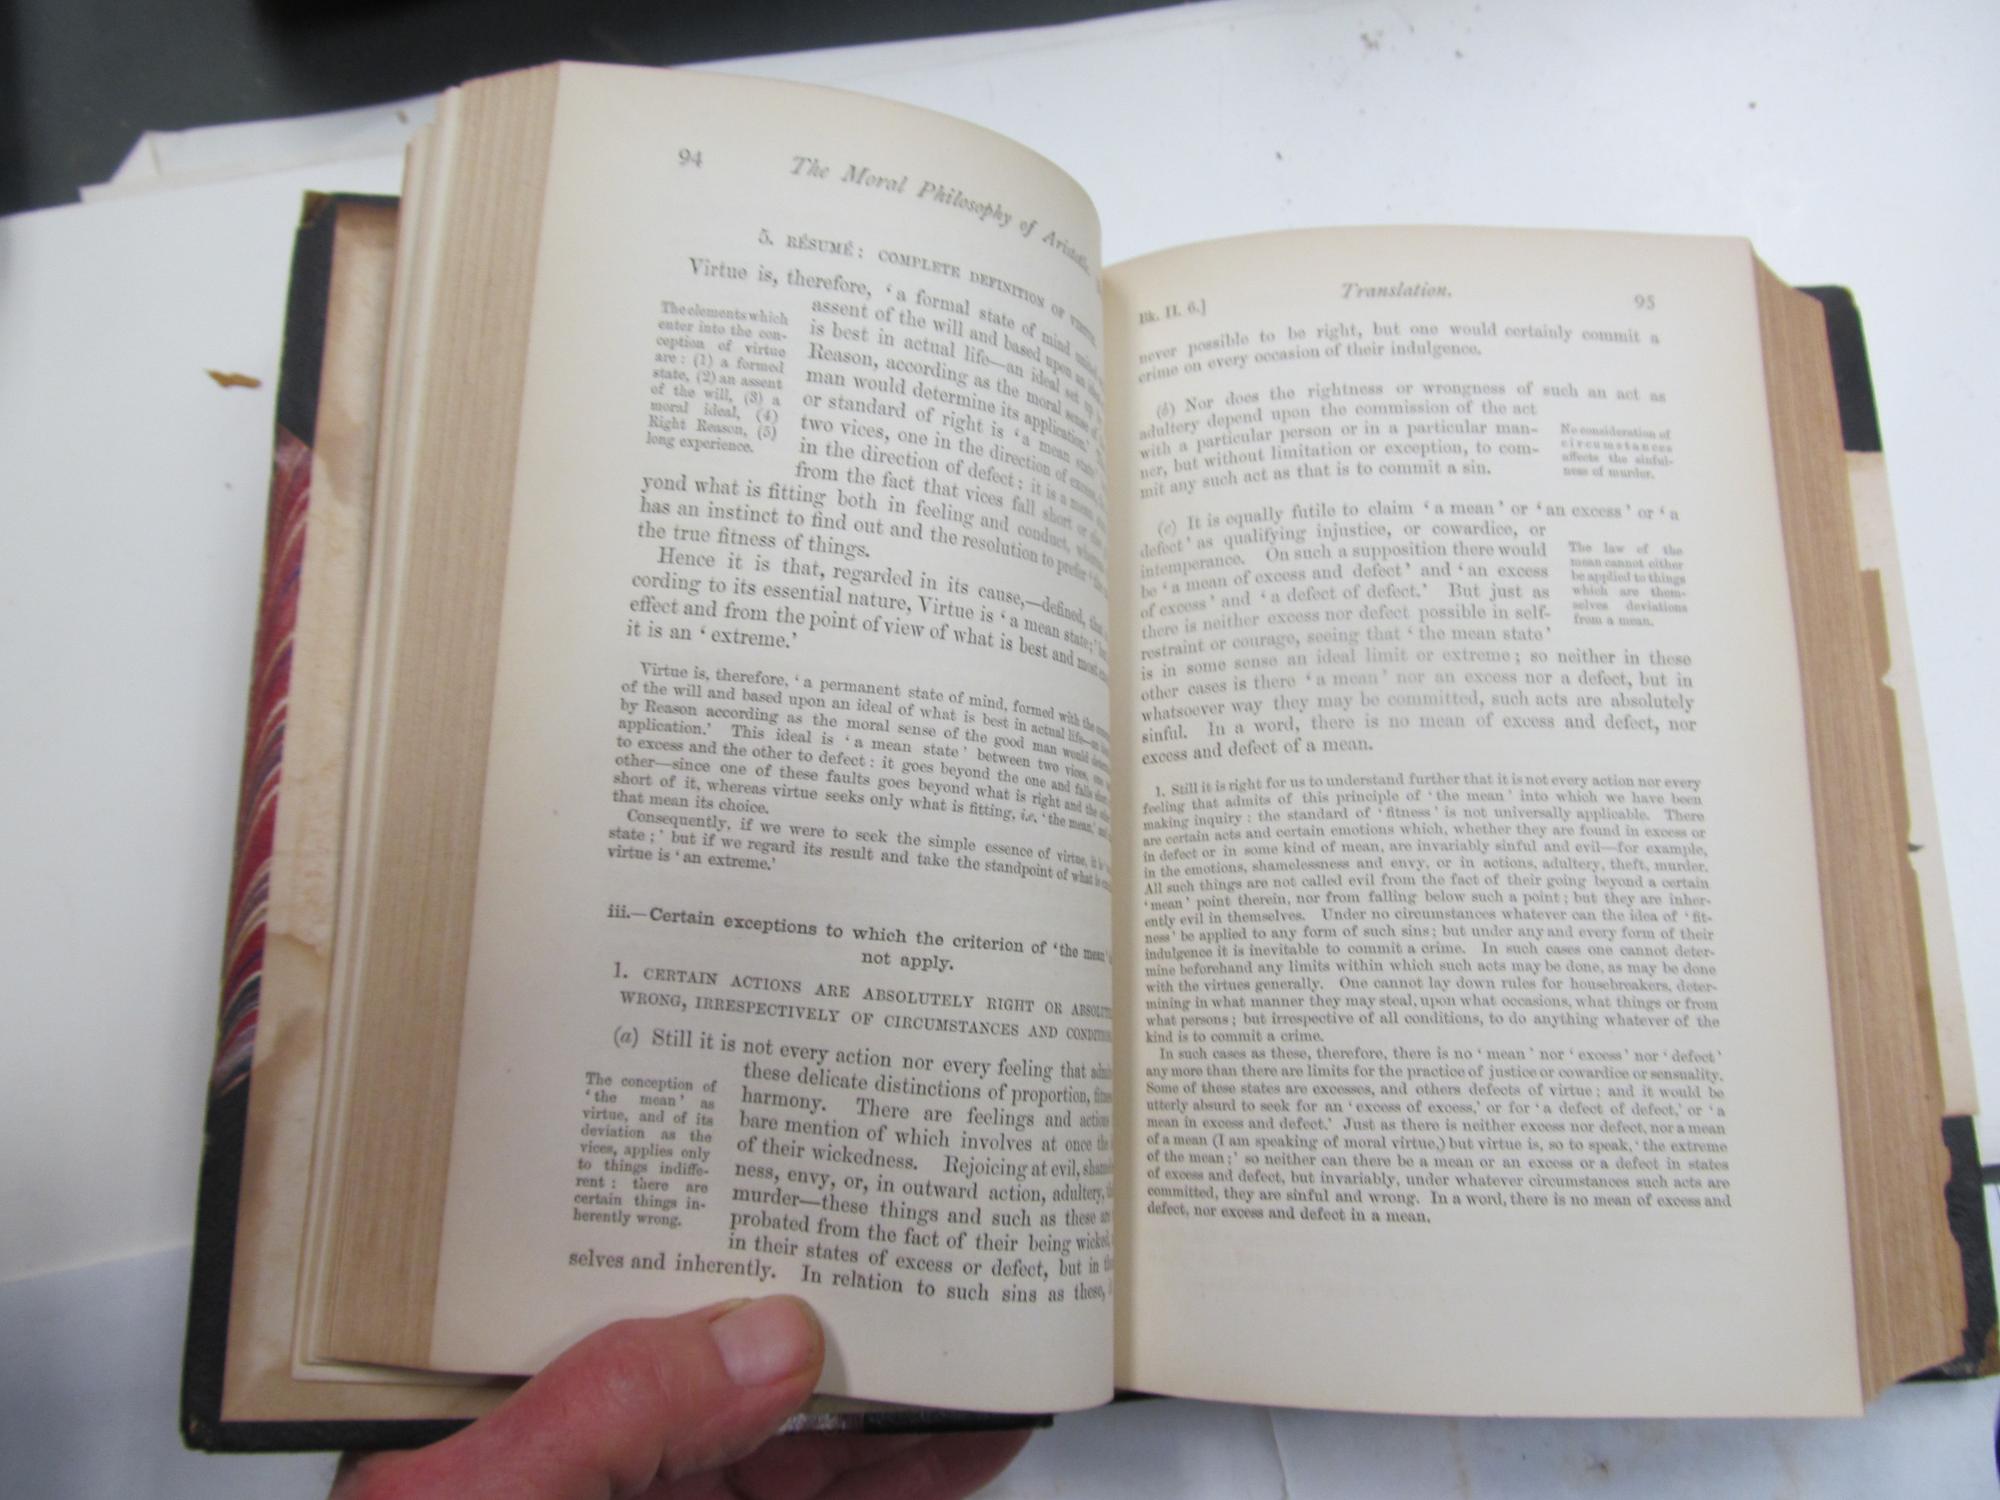 94 The Moral Philosophy of
5. RÉSUMÉ: COMPLETE DEFINITION OF VIRTUE.
Virtue is, therefore, ‘a formal state of mind
assent of the will and based upon an
is best in actual life—an ideal set up by
Reason, according as the moral sense of
man would determine its application.’
or standard of right is ‘a mean state’
two vices, one in the direction of excess,
in the direction of defect: it is a mean
from the fact that vices fall short or
The elements which
enter into the con-
ception of virtue
are: (1) a formed
state, (2) an assent
of the will, (3) a
moral ideal, (4)
Right Reason, (5)
long experience.
yond what is fitting both in feeling and conduct,
has an instinct to find out and the resolution to prefer
the true fitness of things.
Hence it is that, regarded in its cause,—defined,
cording to its essential nature, Virtue is ‘a mean state;’
effect and from the point of view of what is best and most
it is an ‘extreme.’
Virtue is, therefore, ‘a permanent state of mind, formed with the
of the will and based upon an ideal of what is best in actual life—an
by Reason according as the moral sense of the good man would
application.’ This ideal is ‘a mean state’ between two vices,
to excess and the other to defect: it goes beyond the one and falls
other—since one of these faults goes beyond what is right and the
short of it, whereas virtue seeks only what is fitting, i.e. ‘the mean,’
that mean its choice.
Consequently, if we were to seek the simple essence of virtue, it is
state;’ but if we regard its result and take the standpoint of what is
virtue is ‘an extreme.’
iii.—Certain exceptions to which the criterion of ‘the mean’
not apply.
1. CERTAIN ACTIONS ARE ABSOLUTELY RIGHT OR
WRONG, IRRESPECTIVELY OF CIRCUMSTANCES AND
(a) Still it is not every action nor every feeling that
these delicate distinctions of proportion,
harmony. There are feelings and actions
bare mention of which involves at once the
of their wickedness. Rejoicing at evil,
ness, envy, or, in outward action, adultery,
murder—these things and such as these
probated from the fact of their being wicked,
in their states of excess or defect, but in
The conception of
‘the mean’ as
virtue, and of its
deviation as the
vices, applies only
to things indiffe-
rent: there are
certain things in-
herently wrong.
selves and inherently. In relation to such sins as these,
Bk. II. 6.] Translation. 95
never possible to be right, but one would certainly commit a
crime on every occasion of their indulgence.
(b) Nor does the rightness or wrongness of such an act as
adultery depend upon the commission of the act
with a particular person or in a particular man-
ner, but without limitation or exception, to com-
mit any such act as that is to commit a sin.
No consideration of
circumstances
affects the sinful-
ness of murder.
(c) It is equally futile to claim ‘a mean’ or ‘an excess’ or ‘a
defect’ as qualifying injustice, or cowardice, or
intemperance. On such a supposition there would
be ‘a mean of excess and defect’ and ‘an excess
of excess’ and ‘a defect of defect.’ But just as
there is neither excess nor defect possible in self-
restraint or courage, seeing that ‘the mean state’
The law of the
mean cannot either
be applied to things
which are them-
selves deviations
from a mean.
is in some sense an ideal limit or extreme; so neither in these
other cases is there ‘a mean’ nor an excess nor a defect, but in
whatsoever way they may be committed, such acts are absolutely
sinful. In a word, there is no mean of excess and defect, nor
excess and defect of a mean.
1. Still it is right for us to understand further that it is not every action nor every
feeling that admits of this principle of ‘the mean’ into which we have been
making inquiry: the standard of ‘fitness’ is not universally applicable. There
are certain acts and certain emotions which, whether they are found in excess or
in defect or in some kind of mean, are invariably sinful and evil—for example,
in the emotions, shamelessness and envy, or in actions, adultery, theft, murder.
All such things are not called evil from the fact of their going beyond a certain
‘mean’ point therein, nor from falling below such a point; but they are inher-
ently evil in themselves. Under no circumstances whatever can the idea of ‘fit-
ness’ be applied to any form of such sins; but under any and every form of their
indulgence it is inevitable to commit a crime. In such cases one cannot deter-
mine beforehand any limits within which such acts may be done, as may be done
with the virtues generally. One cannot lay down rules for housebreakers, deter-
mining in what manner they may steal, upon what occasions, what things or from
what persons; but irrespective of all conditions, to do anything whatever of the
kind is to commit a crime.
In such cases as these, therefore, there is no ‘mean’ nor ‘excess’ nor ‘defect’
any more than there are limits for the practice of justice or cowardice or sensuality.
Some of these states are excesses, and others defects of virtue; and it would be
utterly absurd to seek for an ‘excess of excess,’ or for ‘a defect of defect,’ or ‘a
mean in excess and defect.’ Just as there is neither excess nor defect, nor a mean
of a mean (I am speaking of moral virtue,) but virtue is, so to speak, ‘the extreme
of the mean;’ so neither can there be a mean or an excess or a defect in states
of excess and defect, but invariably, under whatever circumstances such acts are
committed, they are sinful and wrong. In a word, there is no mean of excess and
defect, nor excess and defect in a mean.